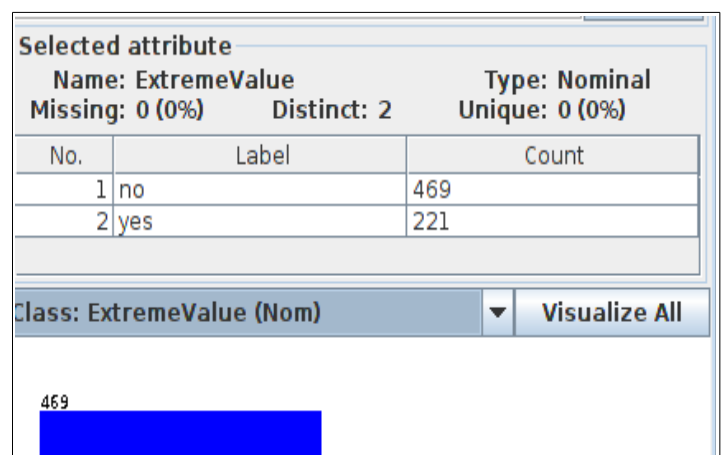 Selected attribute
Name: ExtremeValue Type: Nominal
Missing: 0 (0%) Distinct: 2 Unique: 0 (0%)
No. Label Count
1 no 469
2 yes 221
Class: ExtremeValue (Nom) Visualize All
469